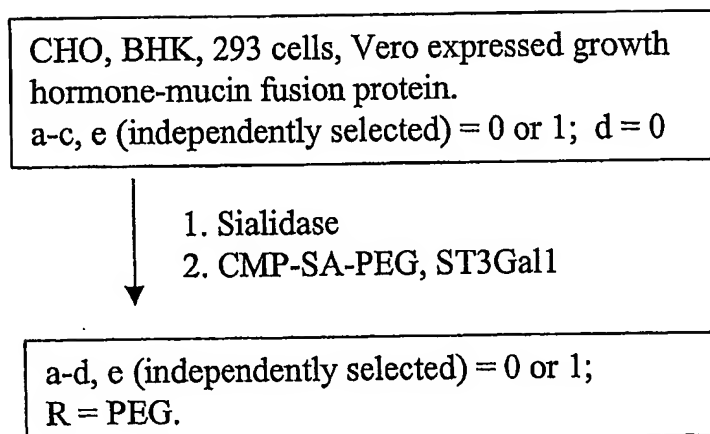 CHO, BHK, 293 cells, Vero expressed growth
hormone-mucin fusion protein.
a-c, e (independently selected) = 0 or 1; d = 0
1. Sialidase
2. CMP-SA-PEG, ST3Gal1
a-d, e (independently selected) = 0 or 1;
R = PEG.